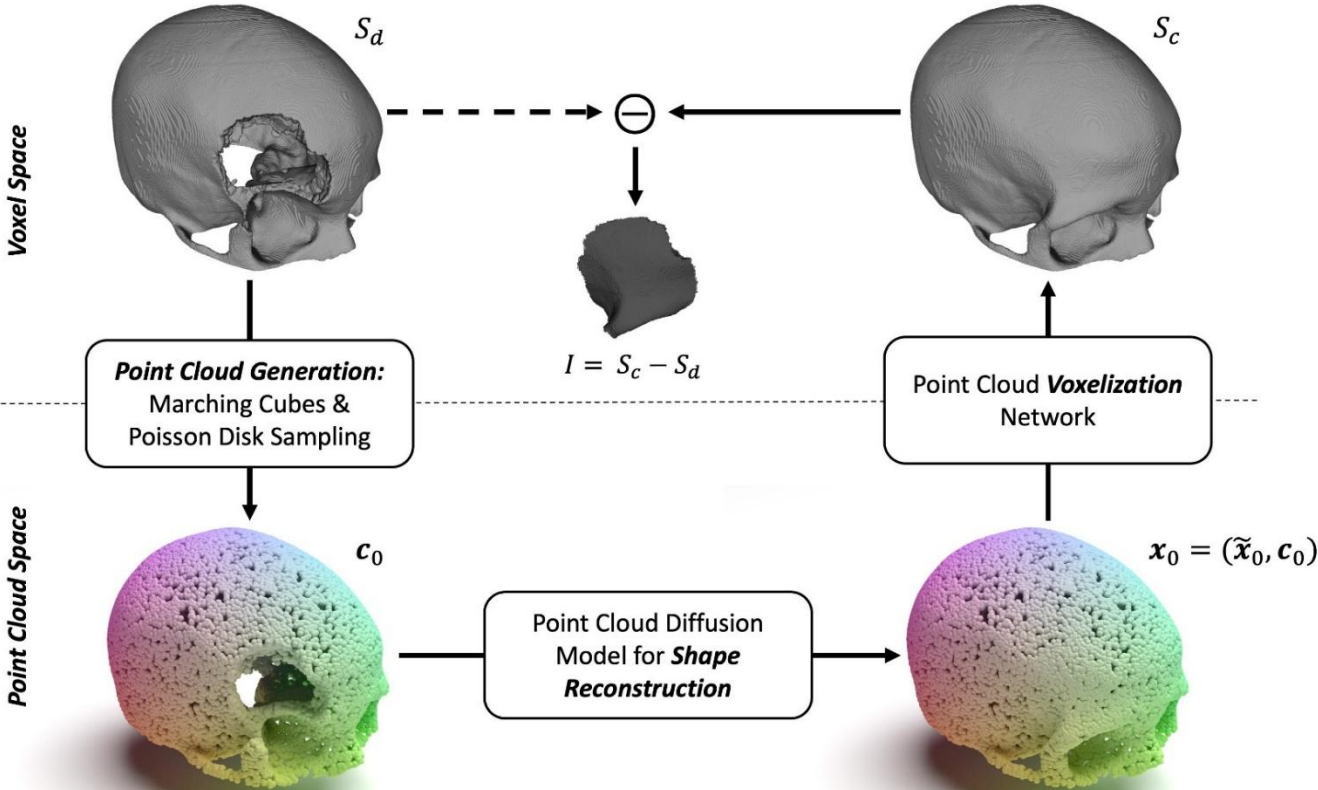 S_d
S_c
Voxel Space
I = S_c − S_d
Point Cloud Generation:
Marching Cubes &
Poisson Disk Sampling
Point Cloud Voxelization
Network
Point Cloud Space
c_0
x_0 = (x̃_0, c_0)
Point Cloud Diffusion
Model for Shape
Reconstruction